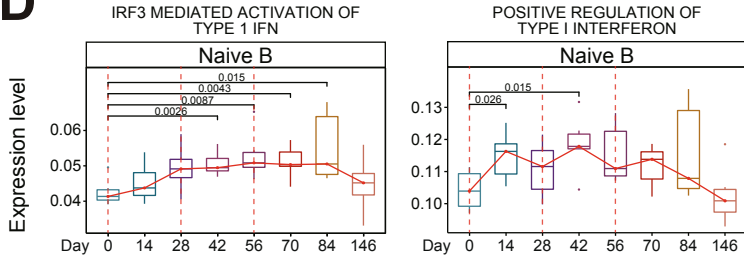 D
IRF3 MEDIATED ACTIVATION OF
TYPE 1 IFN
Naive B
0.015
0.0043
0.0087
0.0026
Expression level
0.06
0.05
0.04
Day 0 14 28 42 56 70 84 146
POSITIVE REGULATION OF
TYPE I INTERFERON
Naive B
0.015
0.026
0.13
0.12
0.11
0.10
Day 0 14 28 42 56 70 84 146